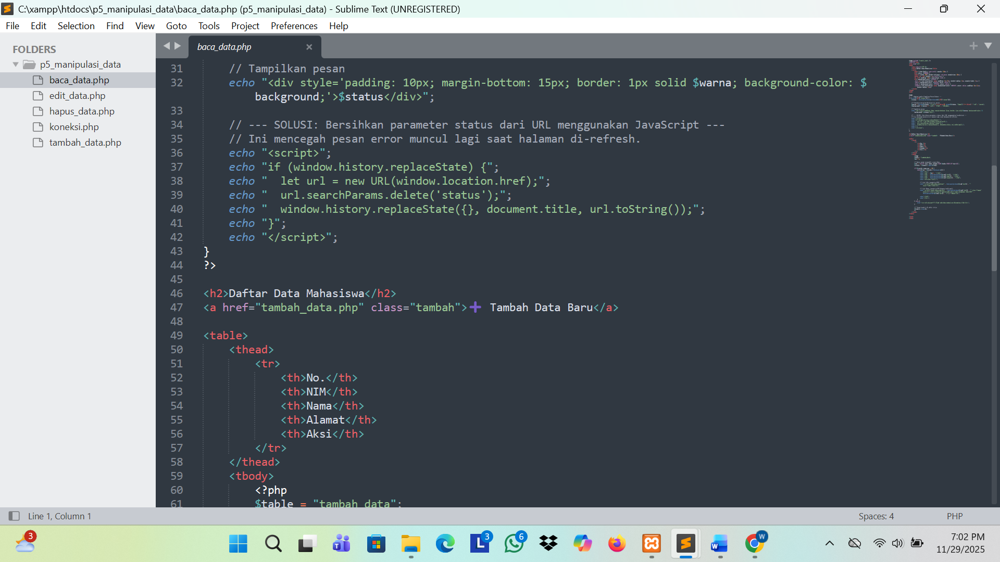 C:\xampp\htdocs\p5_manipulasi_data\baca_data.php (p5_manipulasi_data) - Sublime Text (UNREGISTERED)
File Edit Selection Find View Goto Tools Project Preferences Help
FOLDERS
p5_manipulasi_data
baca_data.php
edit_data.php
hapus_data.php
koneksi.php
tambah_data.php
baca_data.php
31 // Tampilkan pesan
32 echo "<div style='padding: 10px; margin-bottom: 15px; border: 1px solid $warna; background-color: $
background;'>$status</div>";
33
34 // --- SOLUSI: Bersihkan parameter status dari URL menggunakan JavaScript ---
35 // Ini mencegah pesan error muncul lagi saat halaman di-refresh.
36 echo "<script>";
37 echo "if (window.history.replaceState) {";
38 echo "  let url = new URL(window.location.href);";
39 echo "  url.searchParams.delete('status');";
40 echo "  window.history.replaceState({}, document.title, url.toString());";
41 echo "}";
42 echo "</script>";
43 }
44 ?>
45
46 <h2>Daftar Data Mahasiswa</h2>
47 <a href="tambah_data.php" class="tambah">➕ Tambah Data Baru</a>
48
49 <table>
50 <thead>
51 <tr>
52 <th>No.</th>
53 <th>NIM</th>
54 <th>Nama</th>
55 <th>Alamat</th>
56 <th>Aksi</th>
57 </tr>
58 </thead>
59 <tbody>
60 <?php
61 $table = "tambah_data";
Line 1, Column 1
Spaces: 4
PHP
3
3
6
W
7:02 PM
11/29/2025